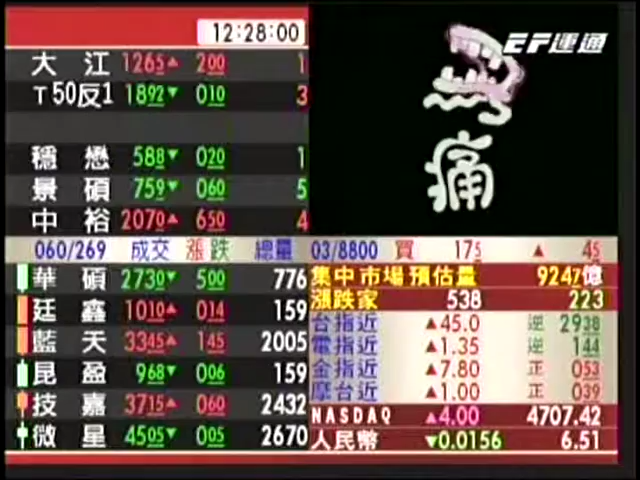 12:28:00
EF運通
大江 1265▲ 200 1
T50反1 1892▼ 010 3
痛
穩懋 588▼ 020 1
景碩 759▼ 060 5
中裕 2070▲ 650 4
060/269 成交 漲跌 總量
03/8800 買 175 ▲ 45
華碩 2730▼ 500 776
集中市場預估量 9247億
廷鑫 1010▲ 014 159
漲跌家 538 223
藍天 3345▲ 145 2005
台指近 ▲45.0 逆 2938
電指近 ▲1.35 逆 144
昆盈 968▼ 006 159
金指近 ▲7.80 正 053
技嘉 3715▲ 060 2432
摩台近 ▲1.00 正 039
微星 4505▼ 005 2670
NASDAQ ▲4.00 4707.42
人民幣 ▼0.0156 6.51